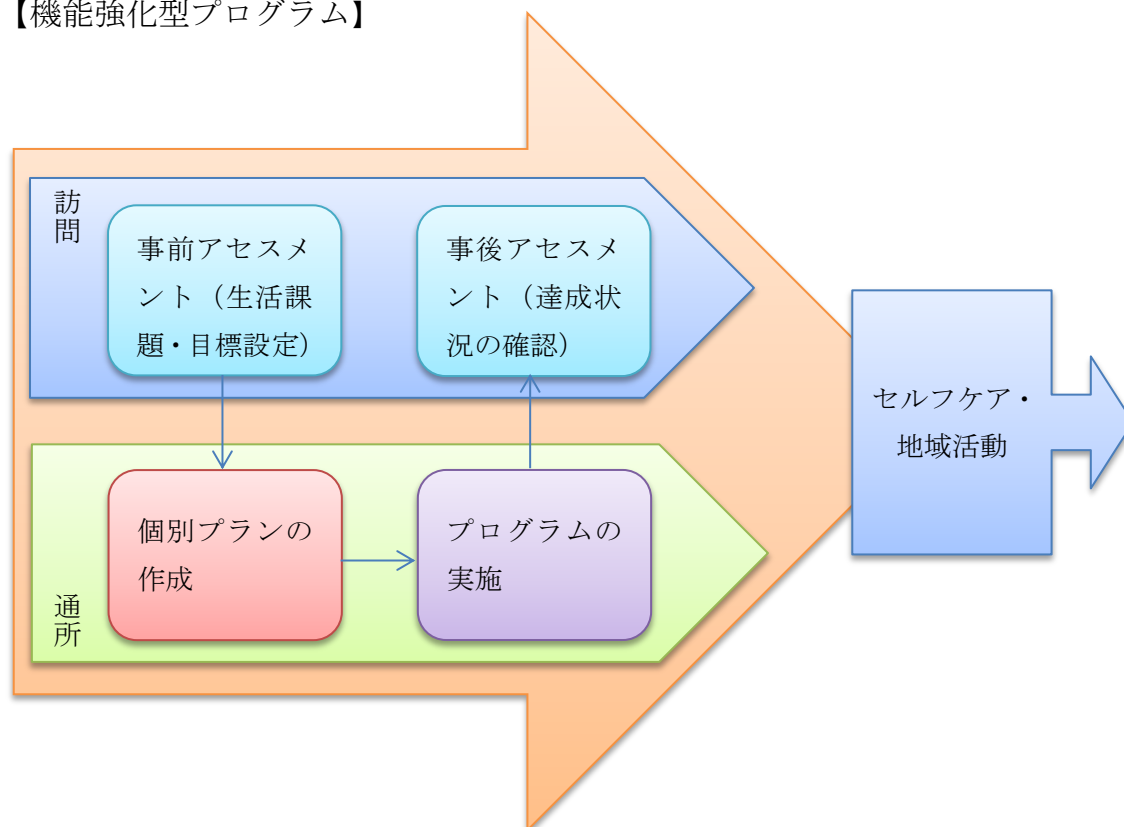 【機能強化型プログラム】
訪問
事前アセスメ
ント（生活課
題・目標設定）
事後アセスメ
ント（達成状
況の確認）
セルフケア・
地域活動
個別プランの
作成
プログラムの
実施
通所